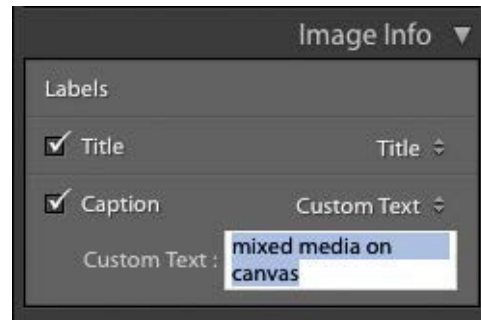 Image Info
Labels
Title Title
Caption Custom Text
Custom Text : mixed media on
canvas